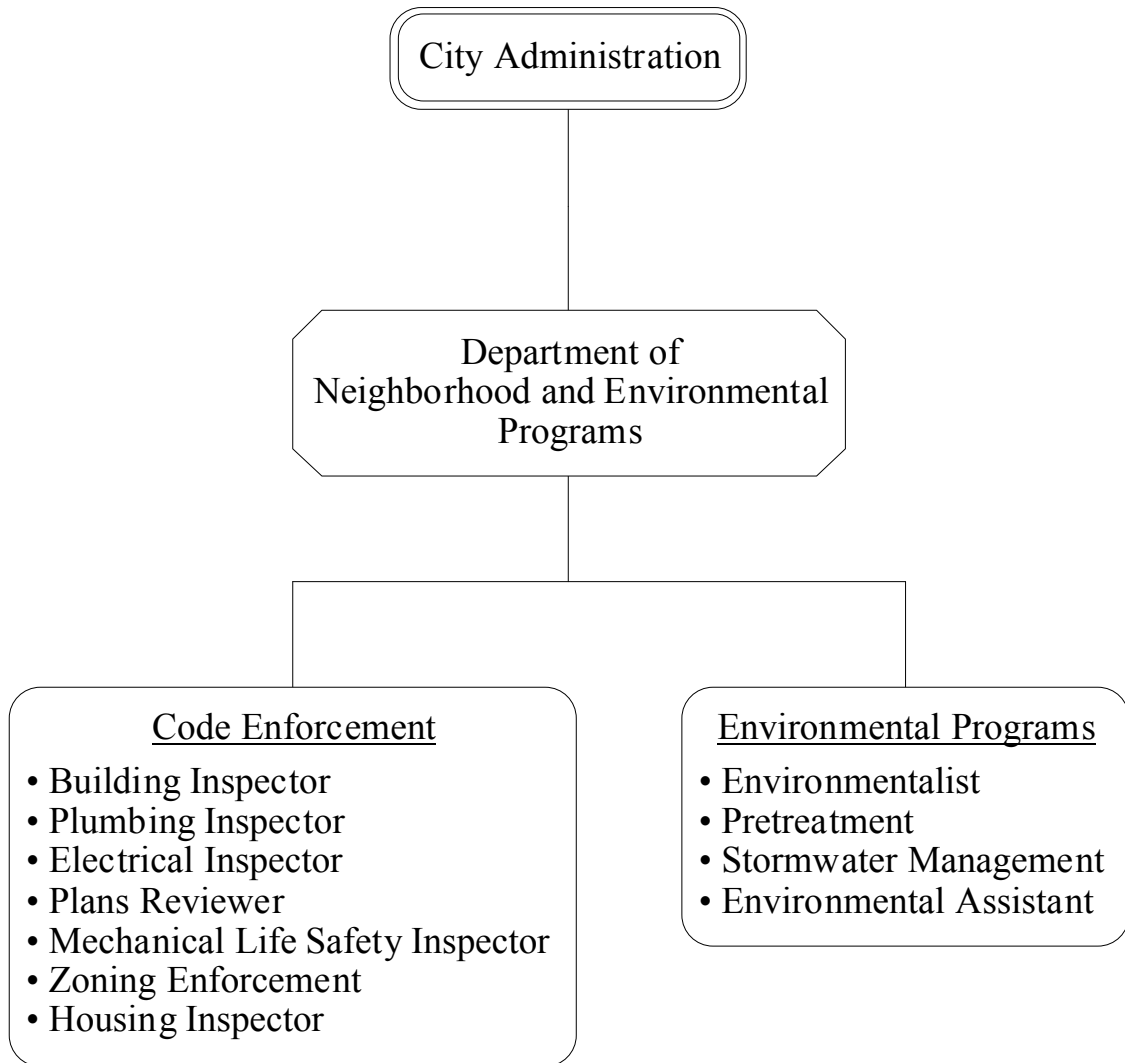 City Administration
Department of
Neighborhood and Environmental
Programs
Code Enforcement
• Building Inspector
• Plumbing Inspector
• Electrical Inspector
• Plans Reviewer
• Mechanical Life Safety Inspector
• Zoning Enforcement
• Housing Inspector
Environmental Programs
• Environmentalist
• Pretreatment
• Stormwater Management
• Environmental Assistant